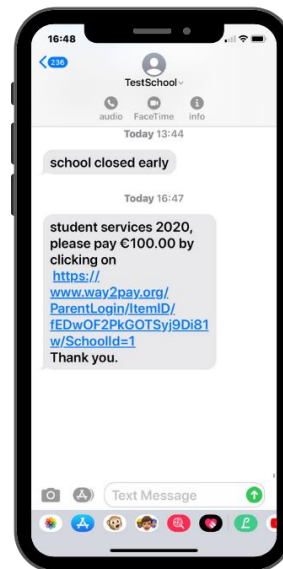 16:48
236
TestSchool
audio FaceTime info
Today 13:44
school closed early
Today 16:47
student services 2020,
please pay €100.00 by
clicking on
https://
www.way2pay.org/
ParentLogin/ItemID/
fEDwOF2PkGOTSyj9Di81
w/SchoolId=1
Thank you.
Text Message